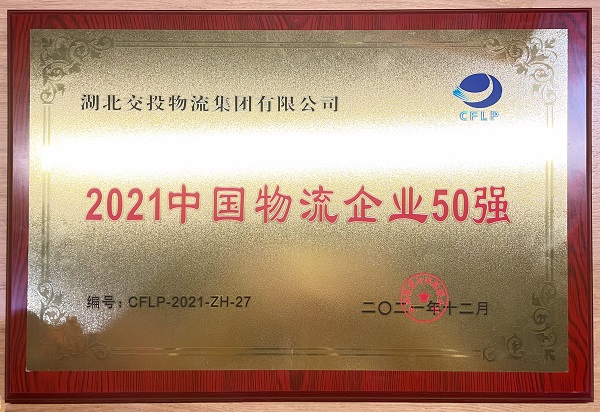 湖北交投物流集团有限公司
CFLP
2021中国物流企业50强
编号：CFLP-2021-ZH-27
二〇二一年十二月